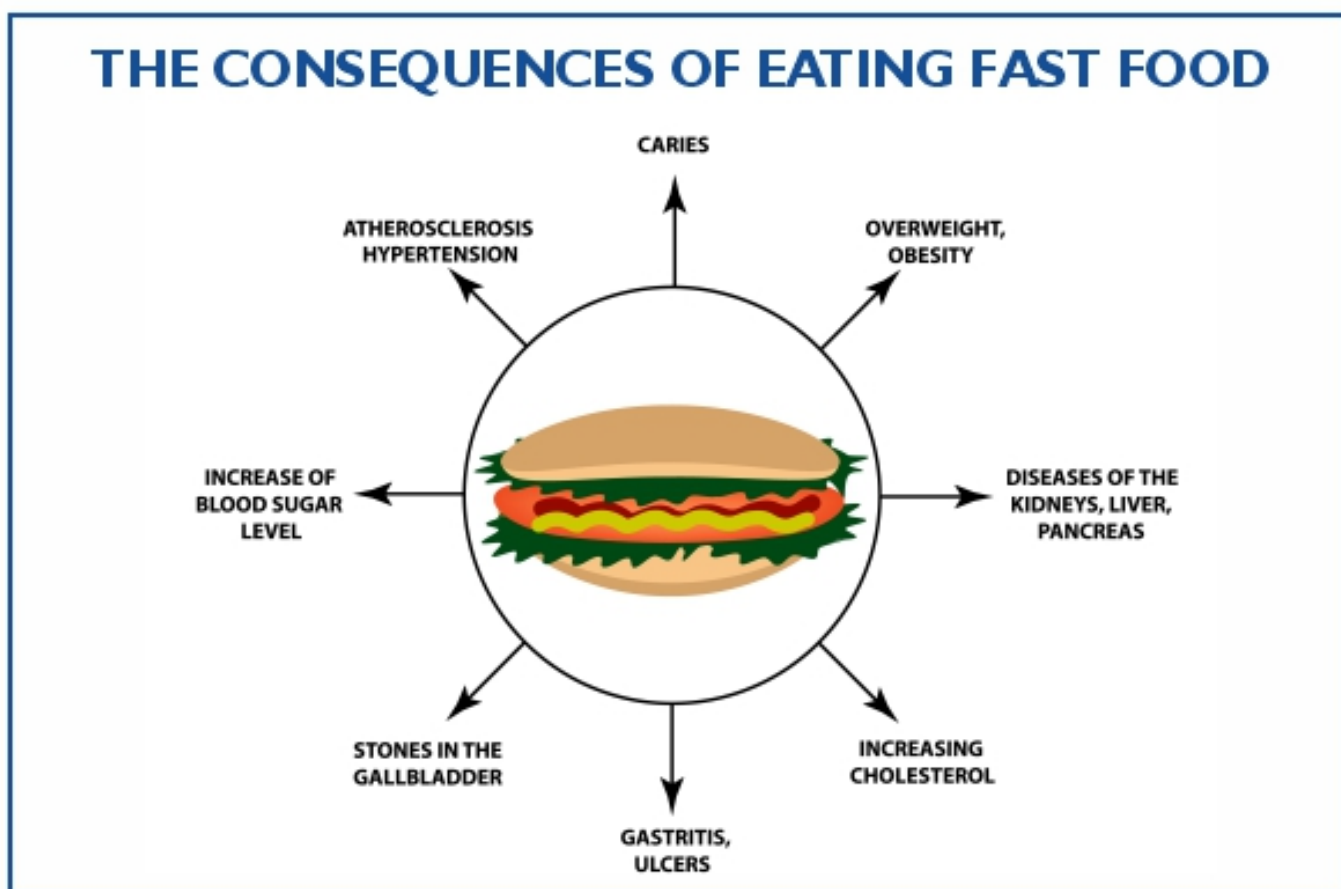 THE CONSEQUENCES OF EATING FAST FOOD
CARIES
ATHEROSCLEROSIS
HYPERTENSION
OVERWEIGHT,
OBESITY
INCREASE OF
BLOOD SUGAR
LEVEL
DISEASES OF THE
KIDNEYS, LIVER,
PANCREAS
STONES IN THE
GALLBLADDER
INCREASING
CHOLESTEROL
GASTRITIS,
ULCERS